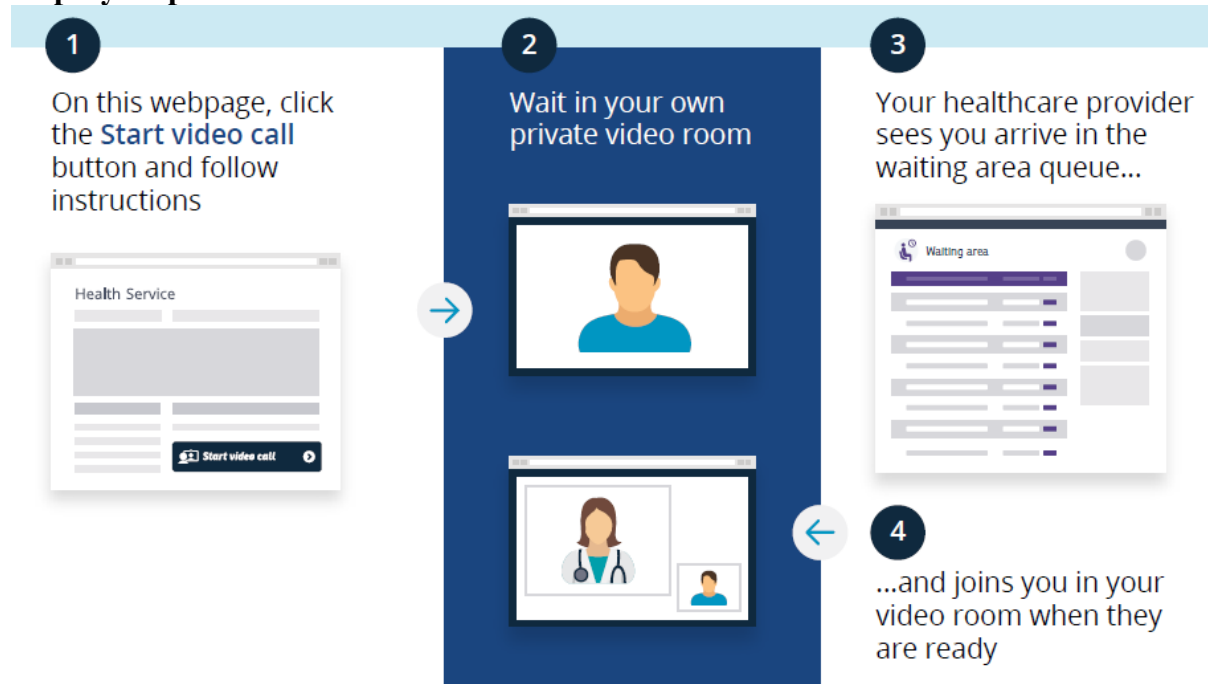 1
On this webpage, click
the Start video call
button and follow
instructions
Health Service
Start video call
2
Wait in your own
private video room
3
Your healthcare provider
sees you arrive in the
waiting area queue...
Waiting area
4
...and joins you in your
video room when they
are ready